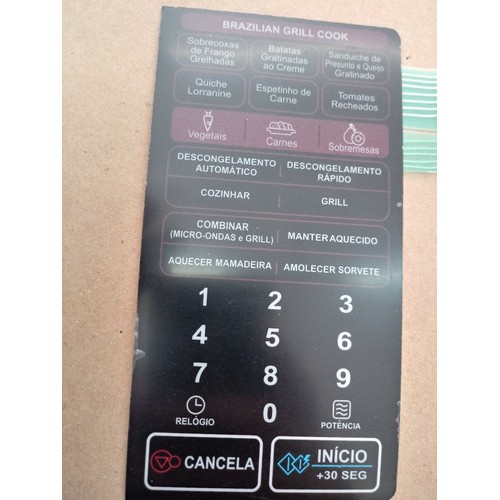 BRAZILIAN GRILL COOK
Sobrecoxas
de Frango
Grelhadas
Batatas
Gratinadas
ao Creme
Sanduiche de
Presunto e Queijo
Gratinado
Quiche
Lorranine
Espetinho de
Carne
Tomates
Recheados
Vegetais
Carnes
Sobremesas
DESCONGELAMENTO
AUTOMÁTICO
DESCONGELAMENTO
RÁPIDO
COZINHAR
GRILL
COMBINAR
(MICRO-ONDAS e GRILL)
MANTER AQUECIDO
AQUECER MAMADEIRA
AMOLECER SORVETE
1 2 3
4 5 6
7 8 9
0
RELÓGIO
POTÊNCIA
CANCELA
INÍCIO
+30 SEG